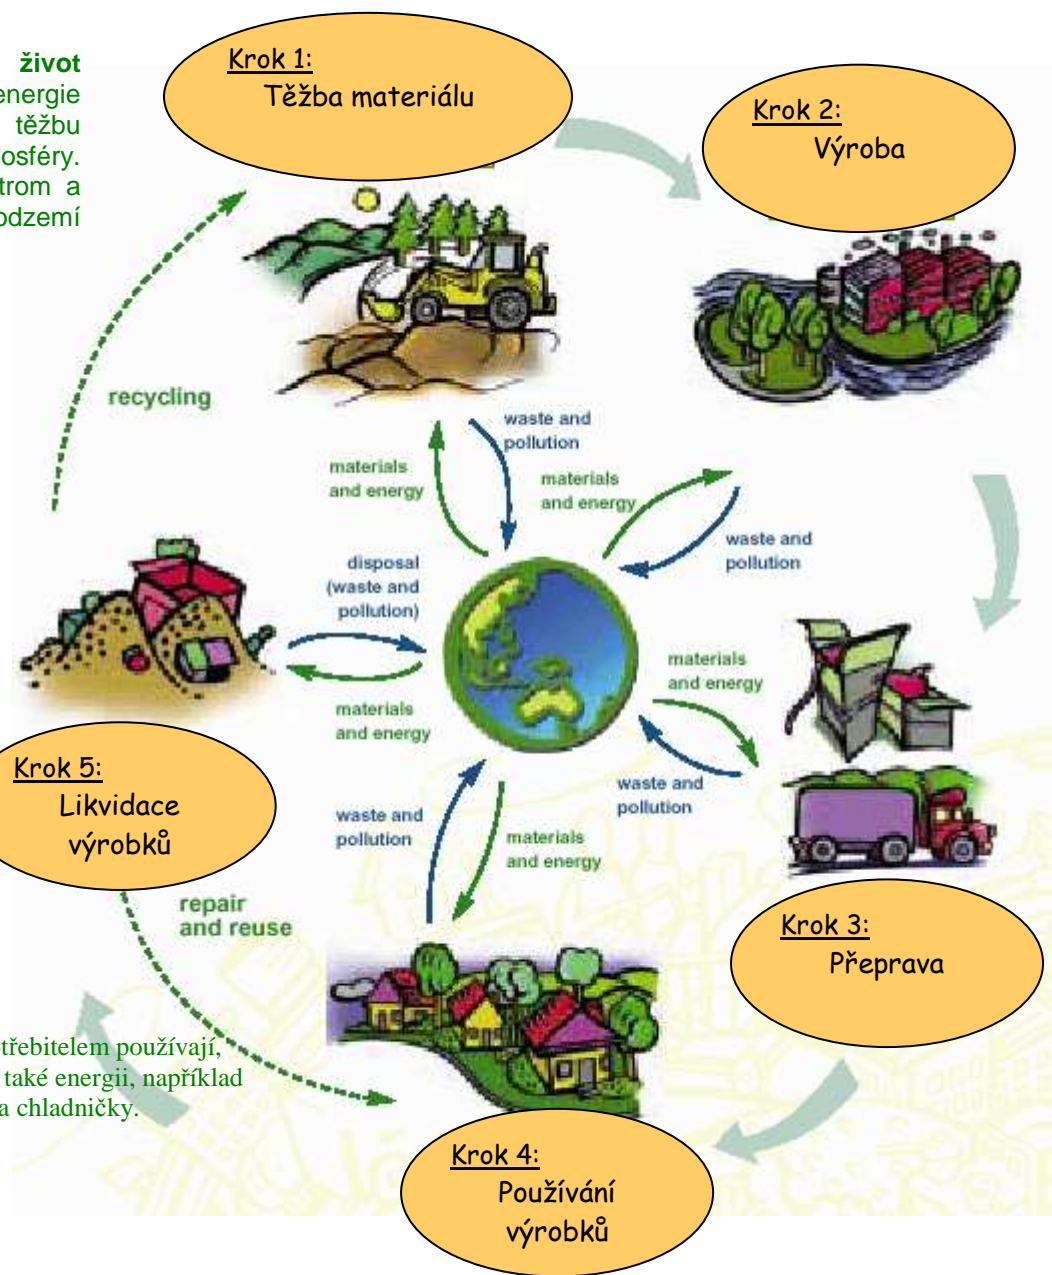 život
energie
těžbu
osféry.
trom a
odzemí
Krok 1:
Těžba materiálu
Krok 2:
Výroba
recycling
waste and
pollution
materials
and energy
materials
and energy
waste and
pollution
disposal
(waste and
pollution)
materials
and energy
materials
and energy
waste and
pollution
Krok 5:
Likvidace
výrobků
waste and
pollution
materials
and energy
repair
and reuse
Krok 3:
Přeprava
třebitelem používají,
také energii, například
a chladničky.
Krok 4:
Používání
výrobků